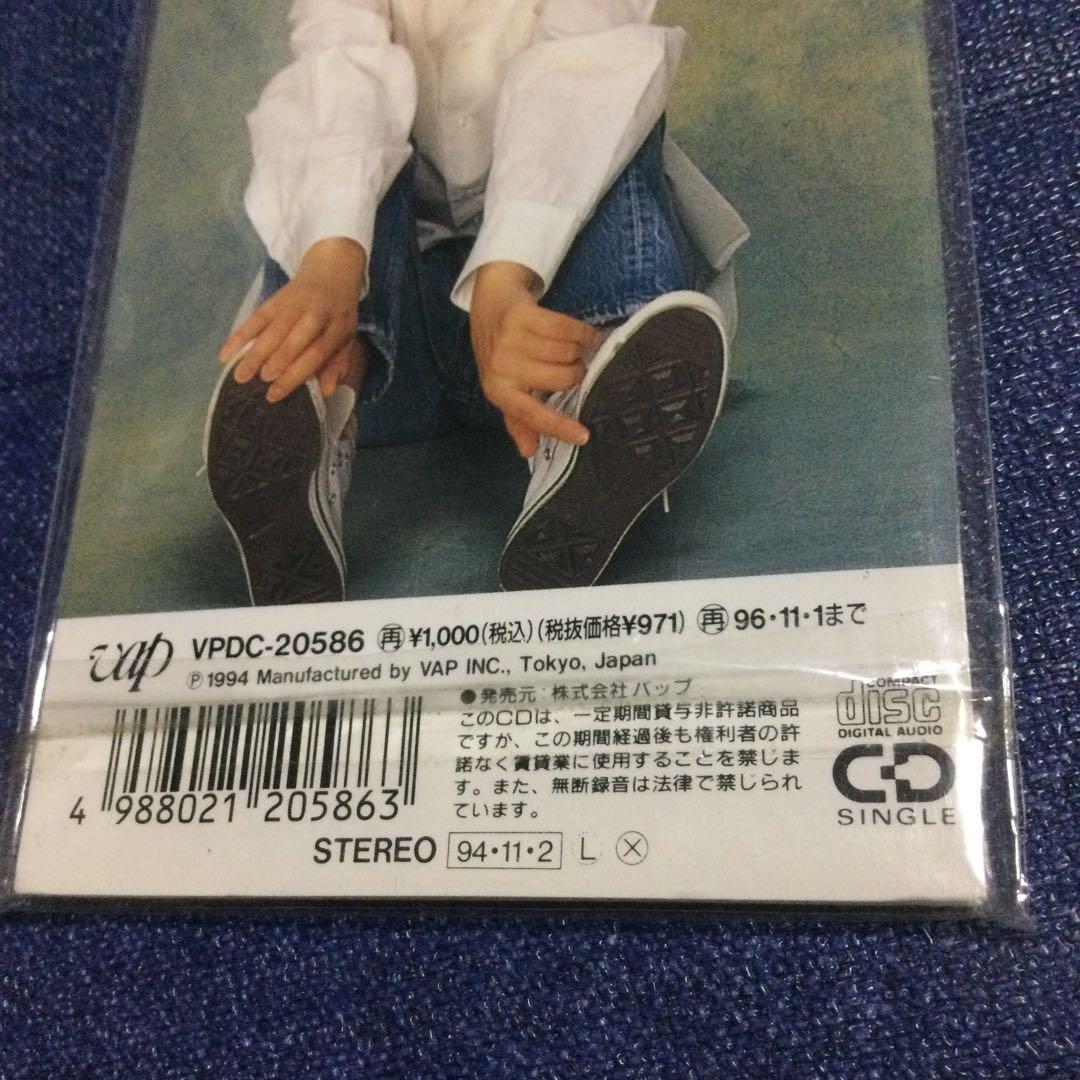 vap VPDC-20586 再 ¥1,000(税込)(税抜価格¥971) 再 96・11・1まで
Ⓟ1994 Manufactured by VAP INC., Tokyo, Japan
●発売元:株式会社バップ
このCDは、一定期間貸与非許諾商品
ですが、この期間経過後も権利者の許
諾なく賃貸業に使用することを禁じま
す。また、無断録音は法律で禁じられ
ています。
COMPACT
disc
DIGITAL AUDIO
CD
SINGLE
4 988021 205863
STEREO 94・11・2 Ⓛ Ⓧ